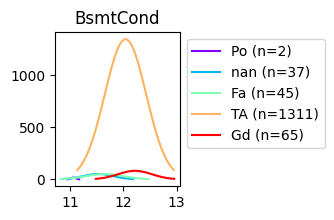 BsmtCond
1000
500
0
11
12
13
Po (n=2)
nan (n=37)
Fa (n=45)
TA (n=1311)
Gd (n=65)